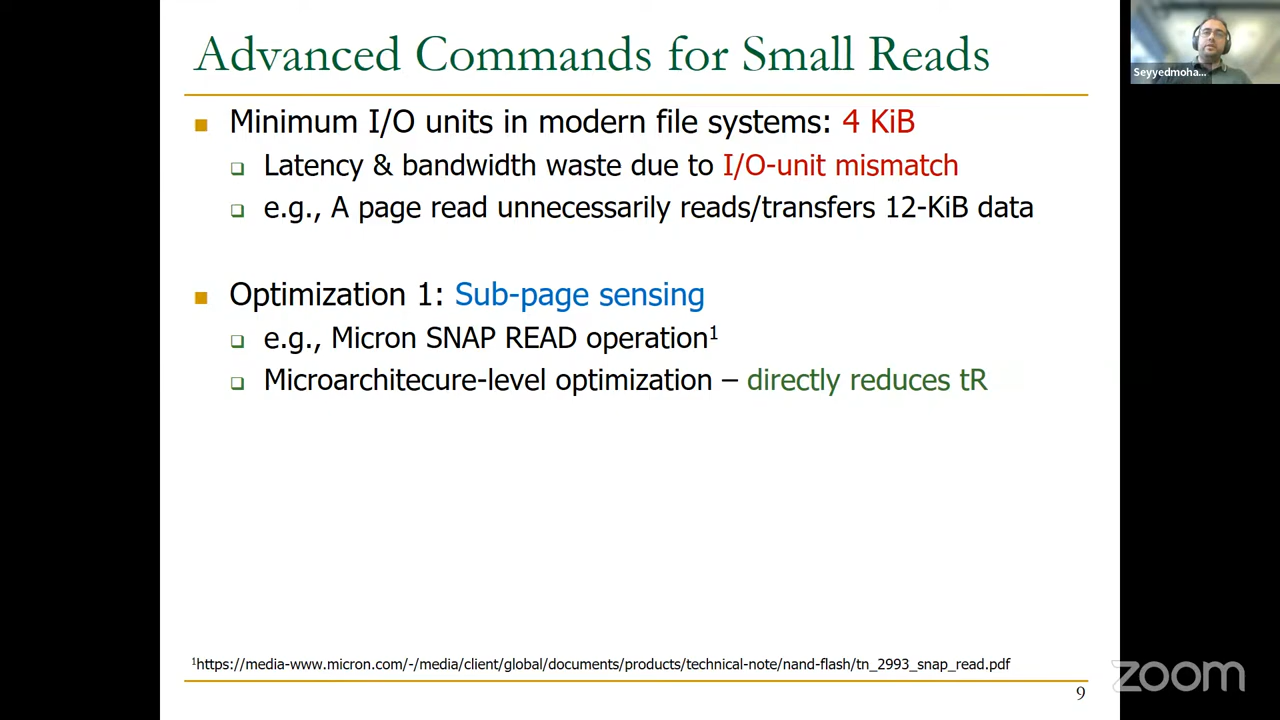 Advanced Commands for Small Reads
Seyyedmoha...
Minimum I/O units in modern file systems: 4 KiB
Latency & bandwidth waste due to I/O-unit mismatch
e.g., A page read unnecessarily reads/transfers 12-KiB data
Optimization 1: Sub-page sensing
e.g., Micron SNAP READ operation¹
Microarchitecure-level optimization – directly reduces tR
¹https://media-www.micron.com/-/media/client/global/documents/products/technical-note/nand-flash/tn_2993_snap_read.pdf
9
zoom